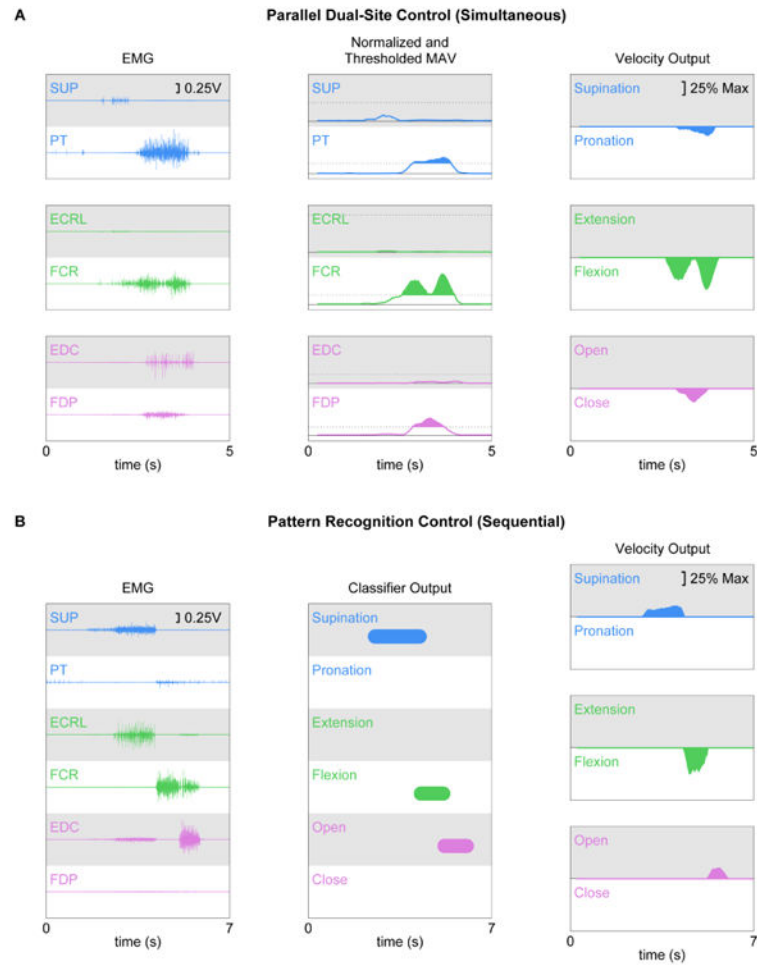 A
Parallel Dual-Site Control (Simultaneous)
EMG
Normalized and
Thresholded MAV
Velocity Output
SUP
0.25V
PT
SUP
PT
Supination
25% Max
Pronation
ECRL
FCR
ECRL
FCR
Extension
Flexion
EDC
FDP
EDC
FDP
Open
Close
0 5
time (s)
0 5
time (s)
0 5
time (s)
B
Pattern Recognition Control (Sequential)
EMG
Classifier Output
Velocity Output
SUP
0.25V
PT
ECRL
FCR
EDC
FDP
0 7
time (s)
Supination
Pronation
Extension
Flexion
Open
Close
0 7
time (s)
Supination
25% Max
Pronation
Extension
Flexion
Open
Close
0 7
time (s)